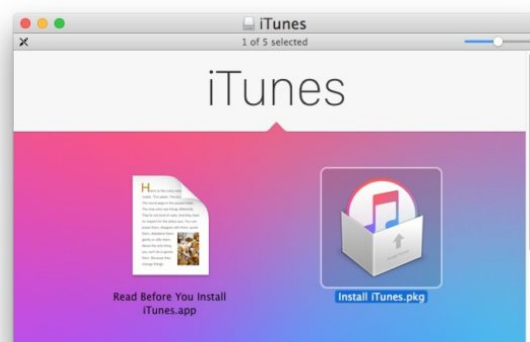 iTunes
1 of 5 selected
iTunes
Read Before You Install
iTunes.app
Install iTunes.pkg